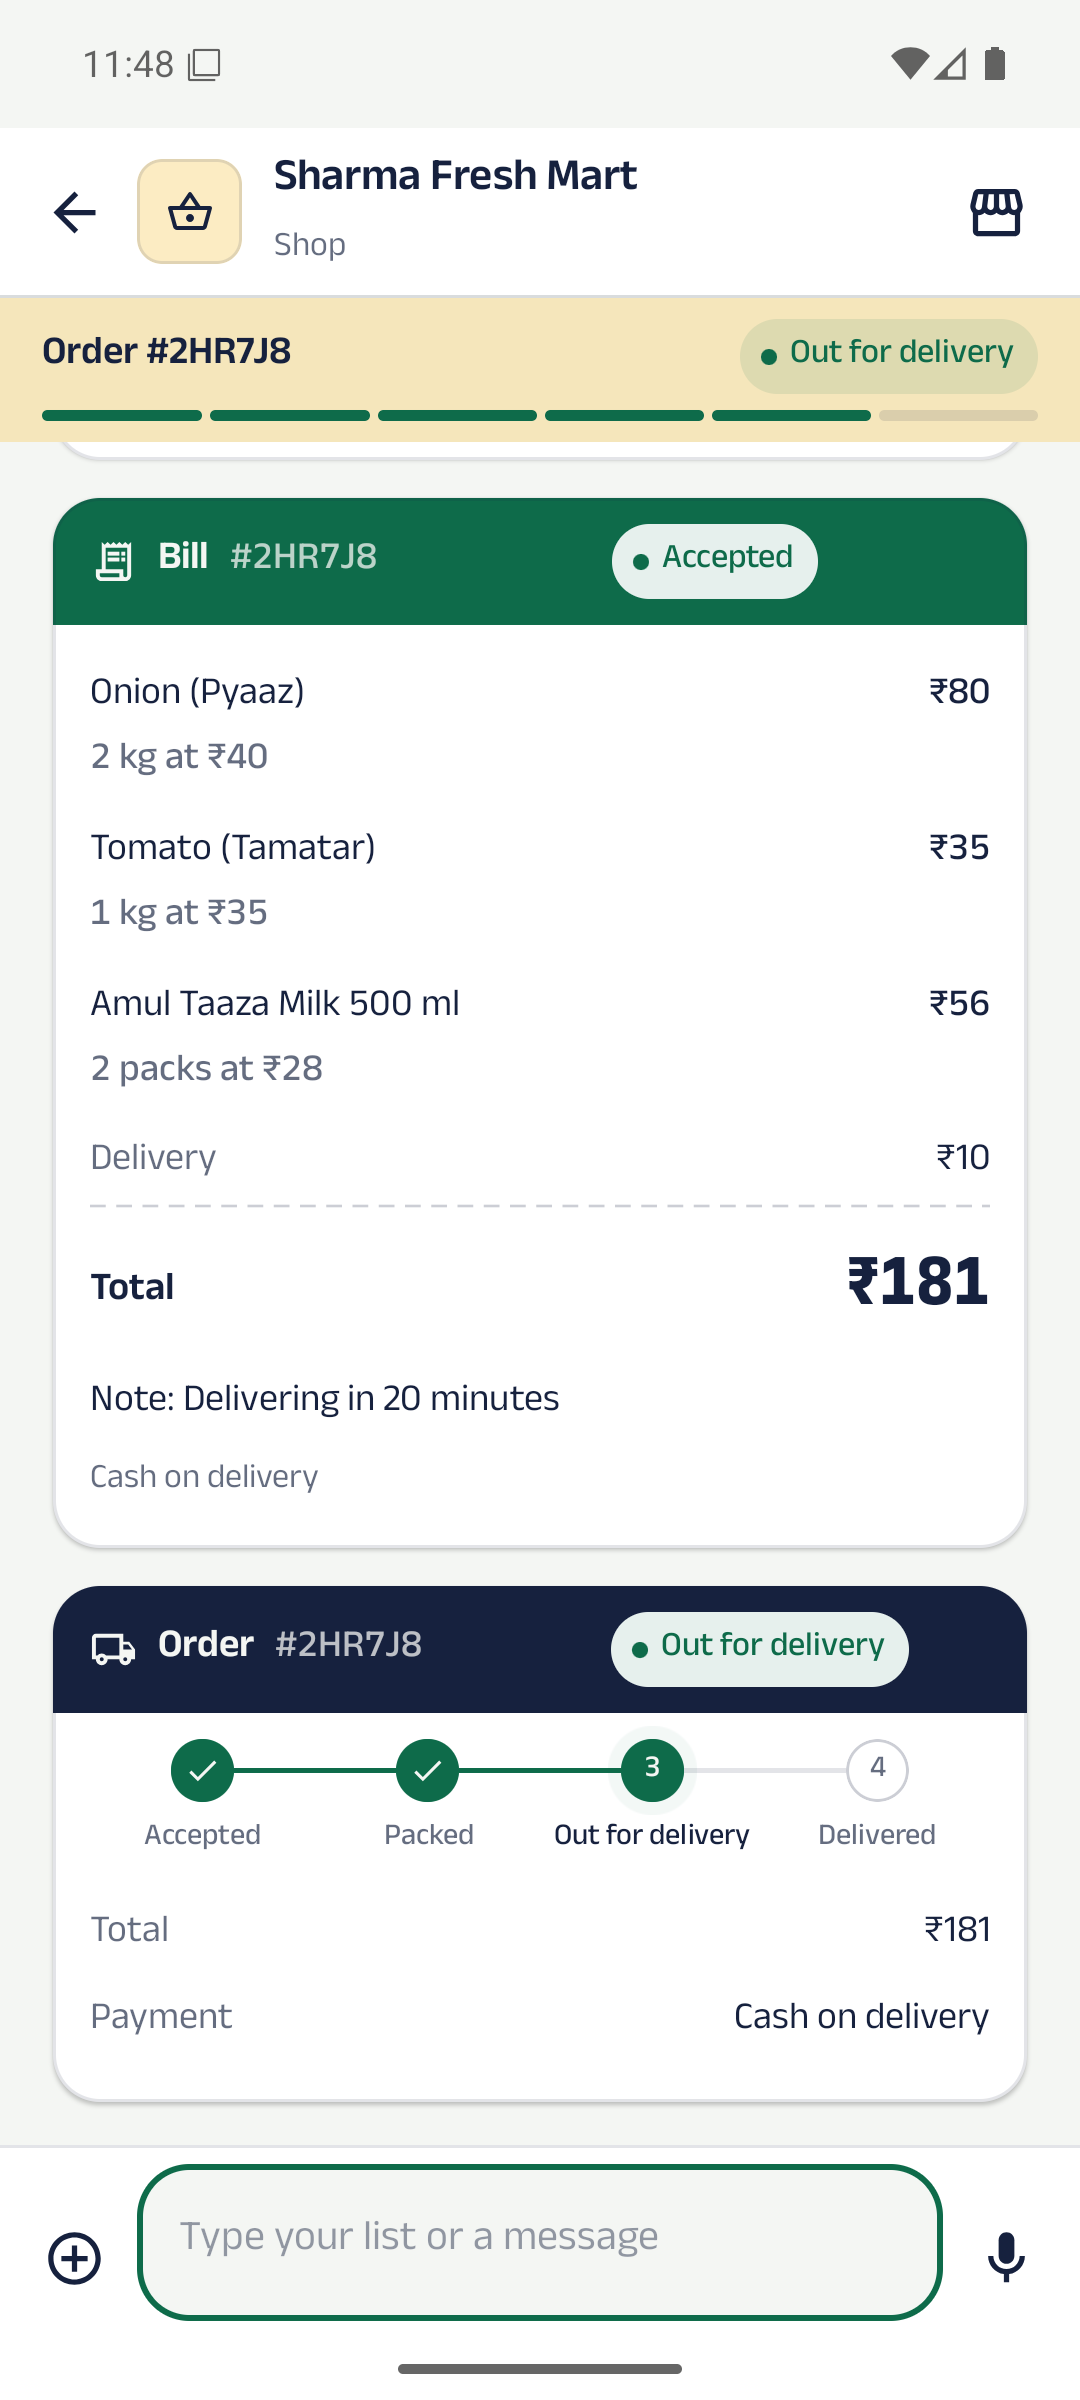 11:48
Sharma Fresh Mart
Shop
Order #2HR7J8
Out for delivery
Bill #2HR7J8
Accepted
Onion (Pyaaz) ₹80
2 kg at ₹40
Tomato (Tamatar) ₹35
1 kg at ₹35
Amul Taaza Milk 500 ml ₹56
2 packs at ₹28
Delivery ₹10
Total ₹181
Note: Delivering in 20 minutes
Cash on delivery
Order #2HR7J8
Out for delivery
3 4
Accepted Packed Out for delivery Delivered
Total ₹181
Payment Cash on delivery
Type your list or a message